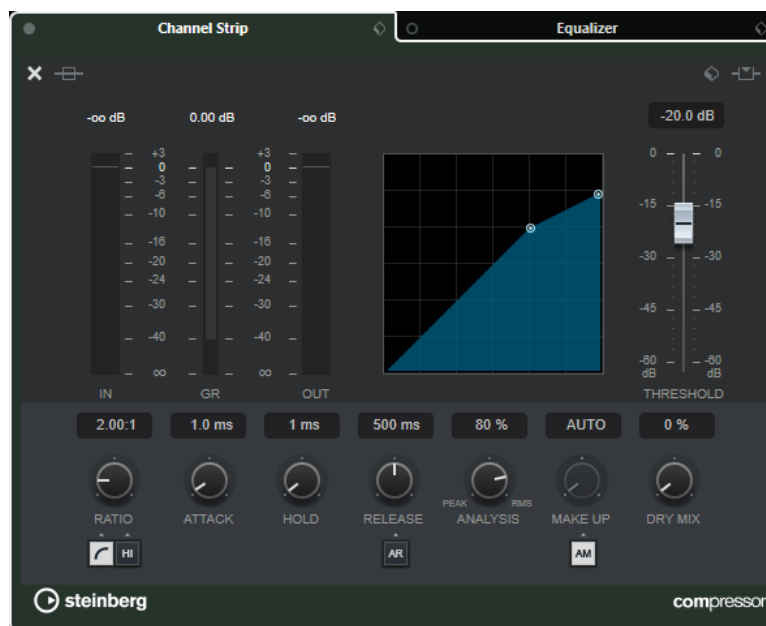 Channel Strip Equalizer
-oo dB 0.00 dB -oo dB -20.0 dB
+3 +3 0 0
0 0
-3 -3
-6 -6
-10 -10 -15 -15
-16 -16
-20 -20 -30 -30
-24 -24
-30 -30 -45 -45
-40 -40
-60 -60
∞ ∞ dB dB
IN GR OUT THRESHOLD
2.00:1 1.0 ms 1 ms 500 ms 80 % AUTO 0 %
PEAK RMS
RATIO ATTACK HOLD RELEASE ANALYSIS MAKE UP DRY MIX
HI AR AM
steinberg compressor